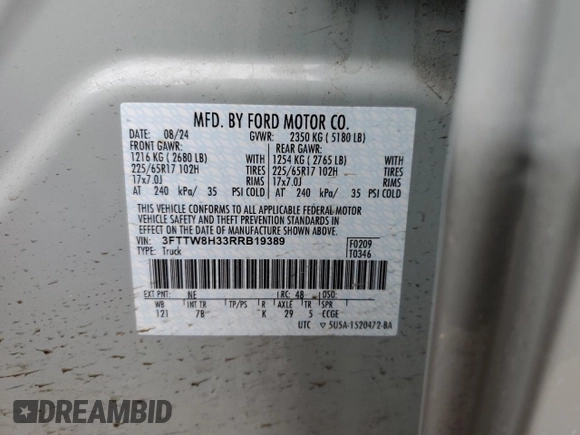 MFD. BY FORD MOTOR CO.
DATE: 08/24 GVWR: 2350 KG ( 5180 LB)
FRONT GAWR: REAR GAWR:
1216 KG ( 2680 LB) WITH 1254 KG ( 2765 LB) WITH
225/65R17 102H TIRES 225/65R17 102H TIRES
17x7.0J RIMS 17x7.0J RIMS
AT 240 kPa/ 35 PSI COLD AT 240 kPa/ 35 PSI COLD
THIS VEHICLE CONFORMS TO ALL APPLICABLE FEDERAL MOTOR
VEHICLE SAFETY AND THEFT PREVENTION STANDARDS IN
EFFECT ON THE DATE OF MANUFACTURE SHOWN ABOVE.
VIN: 3FTTW8H33RRB19389 F0209
TYPE: Truck T0346
EXT PNT: NE RC: 48 DSO:
WB INT TR TP/PS R AXLE TR SPR
121 7B K 29 5 CCGE
UTC ▽ 5U5A-1520472-BA
DREAMBID